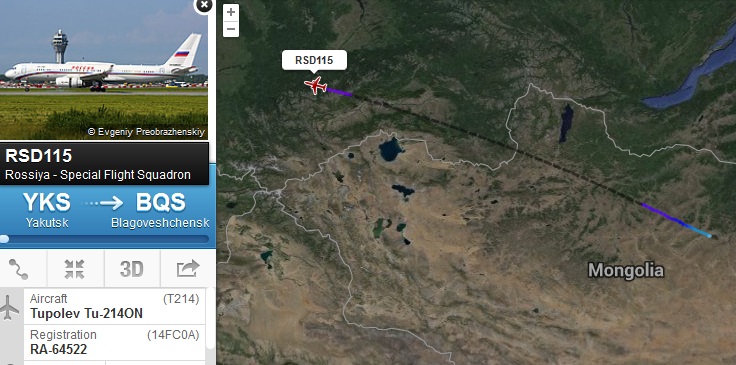 © Evgeniy Preobrazhenskiy
RSD115
Rossiya - Special Flight Squadron
YKS BQS
Yakutsk Blagoveshchensk
3D
Aircraft (T214)
Tupolev Tu-214ON
Registration (14FC0A)
RA-64522
+
-
RSD115
Mongolia